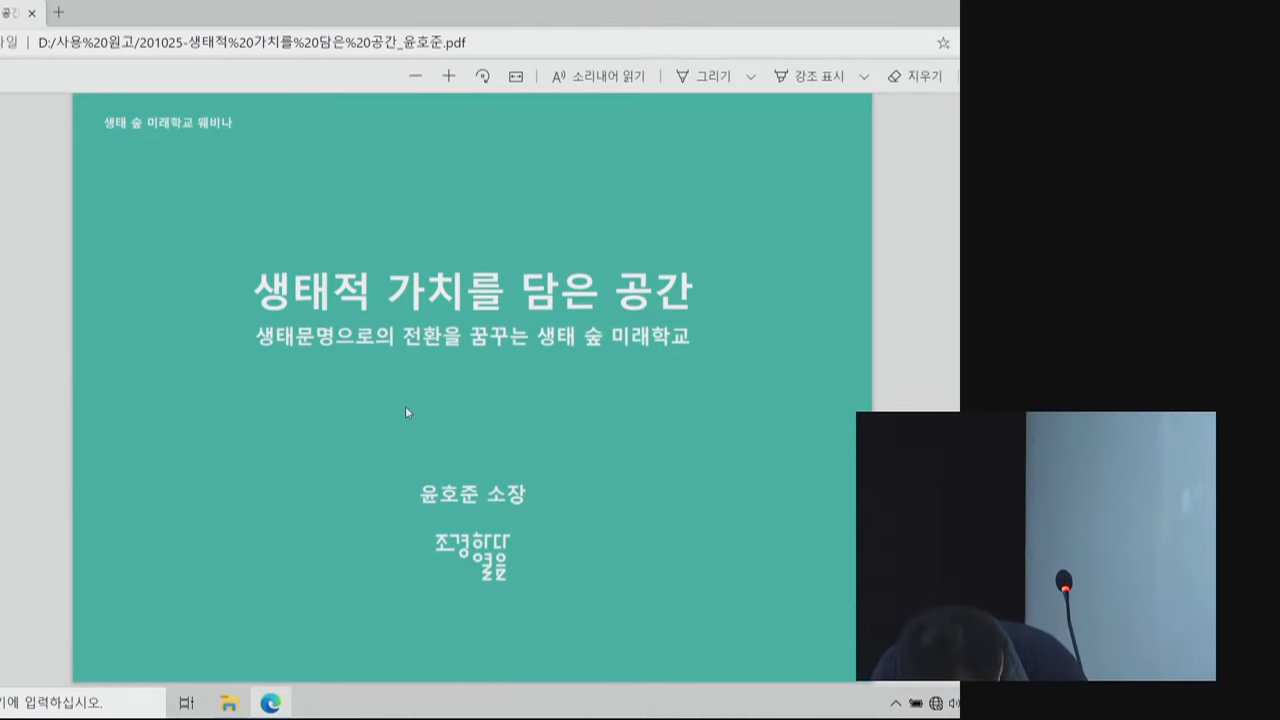 공간
일 | D:/사용%20원고/201025-생태적%20가치를%20담은%20공간_윤호준.pdf
소리내어 읽기 그리기 강조 표시 지우기
생태 숲 미래학교 웨비나
생태적 가치를 담은 공간
생태문명으로의 전환을 꿈꾸는 생태 숲 미래학교
윤호준 소장
조경하다
열음
기에 입력하십시오.